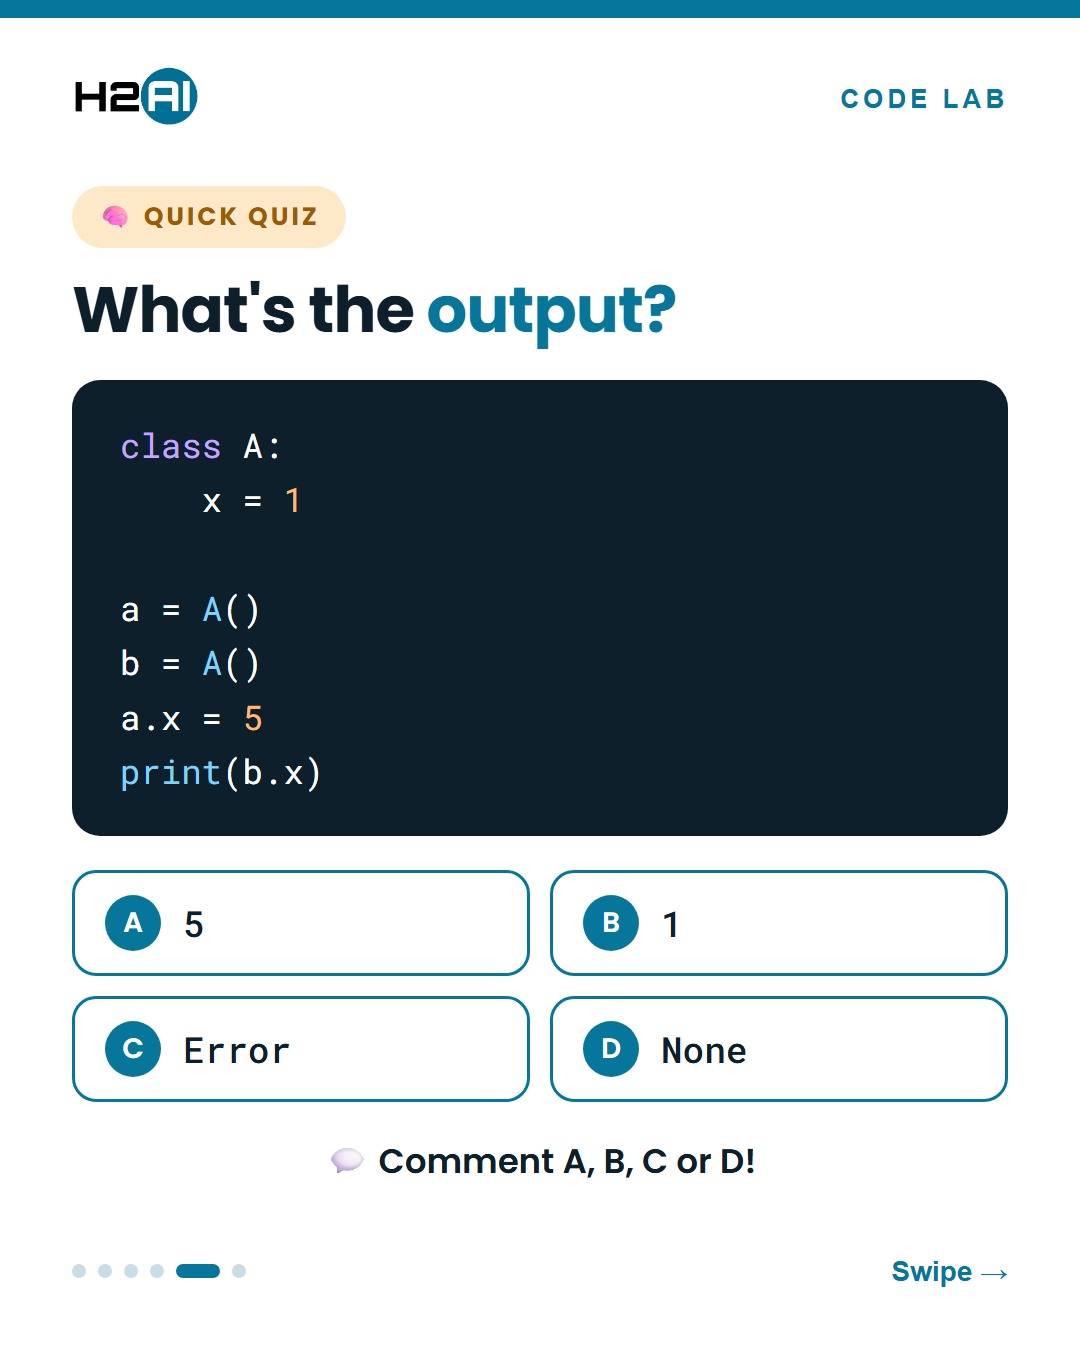 H2AI
CODE LAB
🧠 QUICK QUIZ
What's the output?
class A:
    x = 1

a = A()
b = A()
a.x = 5
print(b.x)
A 5
B 1
C Error
D None
💬 Comment A, B, C or D!
Swipe →